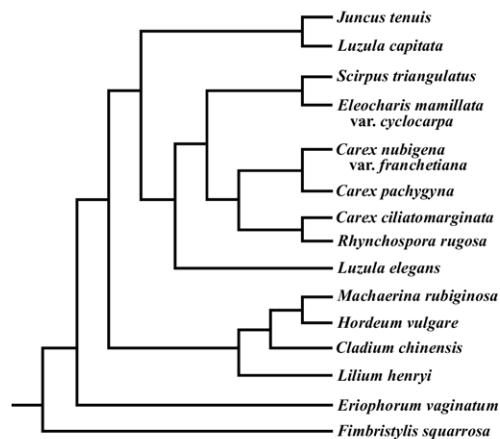 Juncus tenuis
Luzula capitata
Scirpus triangulatus
Eleocharis mamillata
var. cyclocarpa
Carex nubigena
var. franchetiana
Carex pachygyna
Carex ciliatomarginata
Rhynchospora rugosa
Luzula elegans
Machaerina rubiginosa
Hordeum vulgare
Cladium chinensis
Lilium henryi
Eriophorum vaginatum
Fimbristylis squarrosa